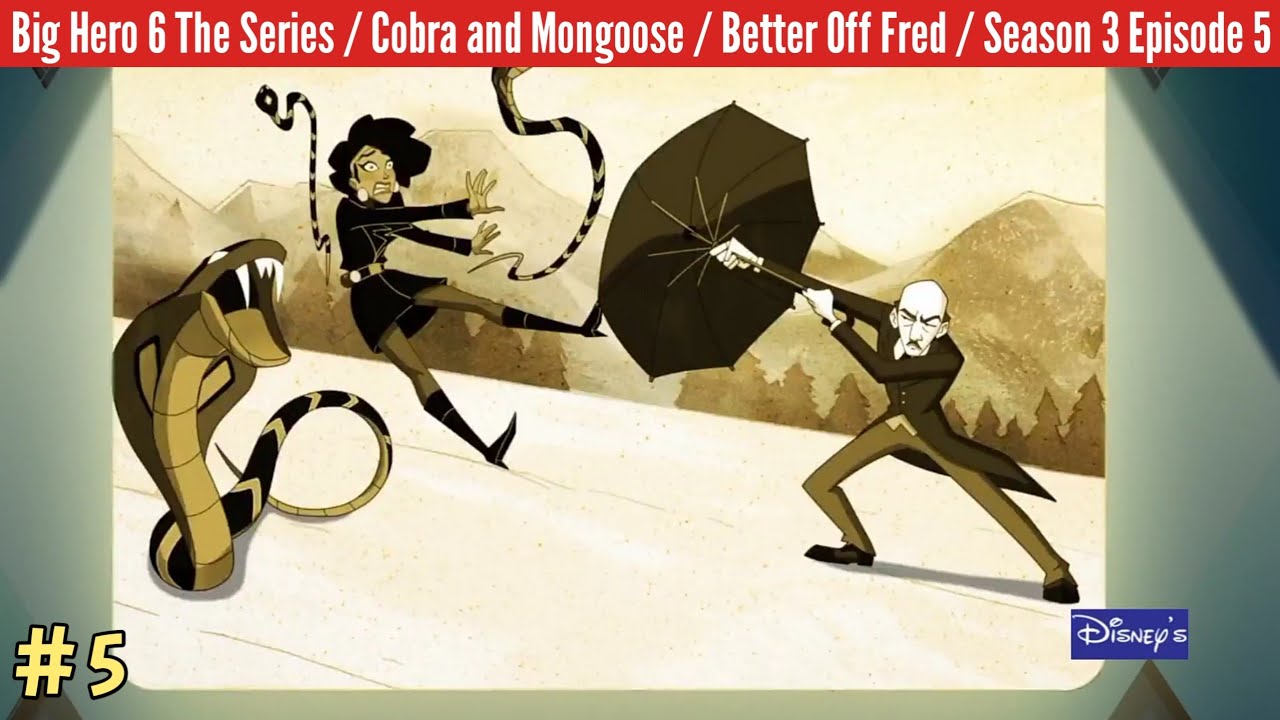 Big Hero 6 The Series / Cobra and Mongoose / Better Off Fred / Season 3 Episode 5
DISNEY'S
#5